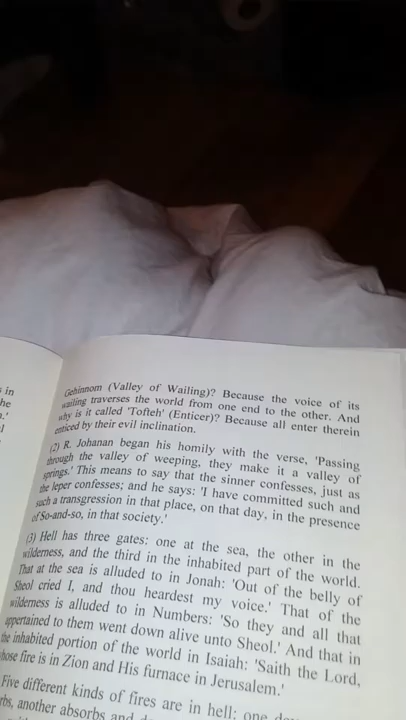 s in
he
Gehinnom (Valley of Wailing)? Because the voice of its
wailing traverses the world from one end to the other. And
why is it called 'Tofteh' (Enticer)? Because all enter therein
enticed by their evil inclination.
(2) R. Johanan began his homily with the verse, 'Passing
through the valley of weeping, they make it a valley of
springs.' This means to say that the sinner confesses, just as
the leper confesses; and he says: 'I have committed such and
such a transgression in that place, on that day, in the presence
of So-and-so, in that society.'
(3) Hell has three gates: one at the sea, the other in the
wilderness, and the third in the inhabited part of the world.
That at the sea is alluded to in Jonah: 'Out of the belly of
Sheol cried I, and thou heardest my voice.' That of the
wilderness is alluded to in Numbers: 'So they and all that
appertained to them went down alive unto Sheol.' And that in
the inhabited portion of the world in Isaiah: 'Saith the Lord,
whose fire is in Zion and His furnace in Jerusalem.'
Five different kinds of fires are in hell: one
another absorbs and